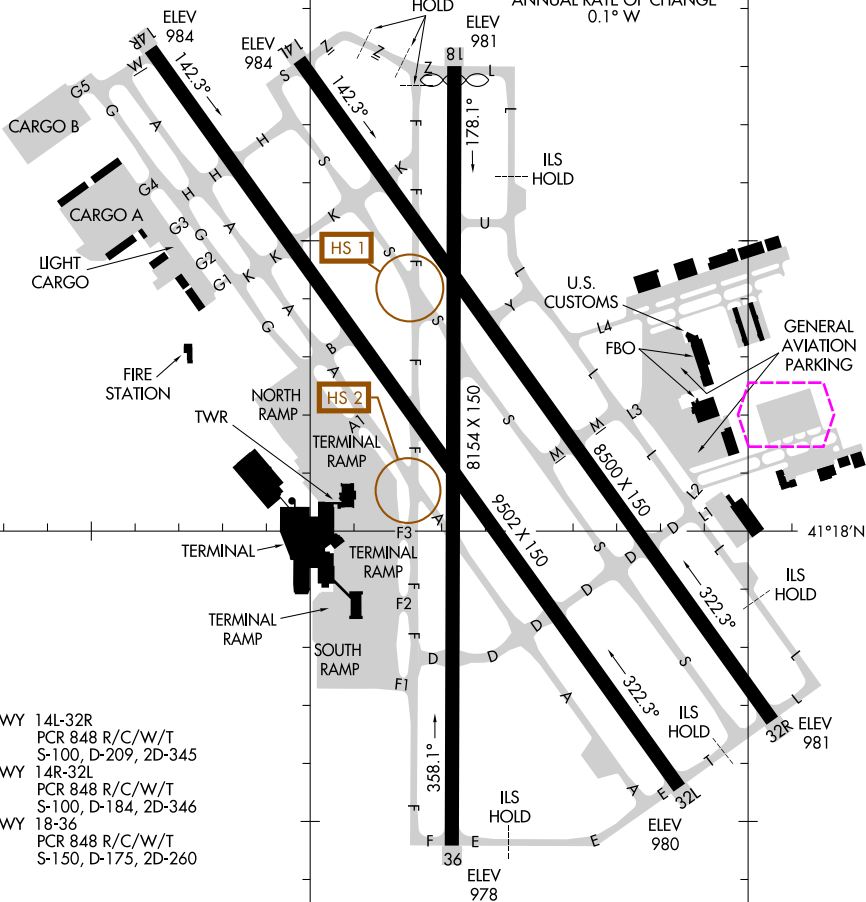 HOLD
ANNUAL RATE OF CHANGE
0.1° W
ELEV
984
14R
142.3°
W
ELEV
984
14L
142.3°
S
Z
Z
ELEV
981
18
Z
L
178.1°
CARGO B
G5
G
A
H
S
F
L
K
F
ILS
HOLD
G4
H
H
CARGO A
G3
G
A
K
U
LIGHT
CARGO
G2
G1
K
K
HS 1
S
F
L
A
G
S
Y
U.S.
CUSTOMS
L4
FBO
GENERAL
AVIATION
PARKING
FIRE
STATION
B
A
F
L
NORTH
RAMP
HS 2
TWR
A1
TERMINAL
RAMP
S
8154 X 150
L3
M
M
F
8500 X 150
L
9502 X 150
L2
L1
A
F3
D
L
41°18'N
TERMINAL
TERMINAL
RAMP
S
D
D
F
F2
D
322.3°
ILS
HOLD
TERMINAL
RAMP
F
D
D
D
SOUTH
RAMP
S
L
F1
A
322.3°
L
358.1°
ILS
HOLD
32R
ELEV
981
T
A
E
32L
ILS
HOLD
F
F
E
E
ELEV
980
36
ELEV
978
WY 14L-32R
PCR 848 R/C/W/T
S-100, D-209, 2D-345
WY 14R-32L
PCR 848 R/C/W/T
S-100, D-184, 2D-346
WY 18-36
PCR 848 R/C/W/T
S-150, D-175, 2D-260